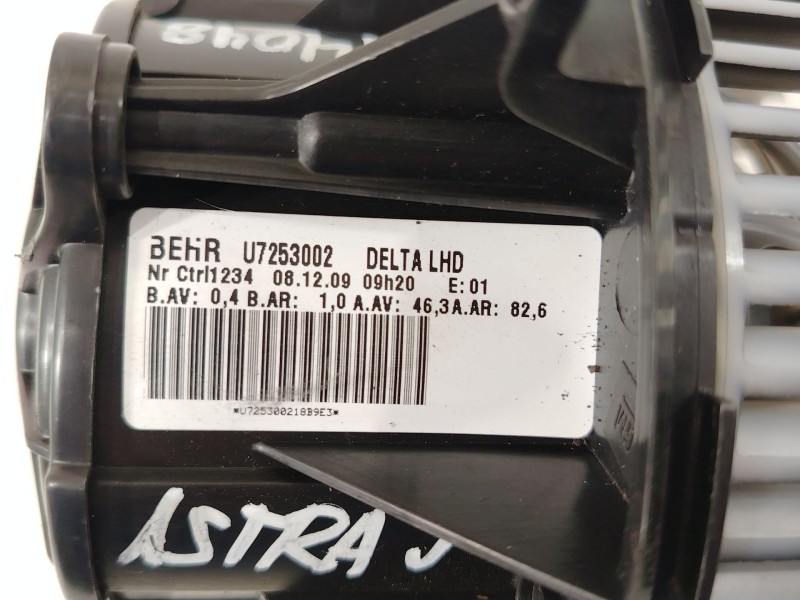 BEHR U7253002 DELTA LHD
Nr Ctrl1234 08.12.09 09h20 E:01
B.AV: 0,4 B.AR: 1,0 A.AV: 46,3 A.AR: 82,6
*U725300218B9E3*
ASTRA J